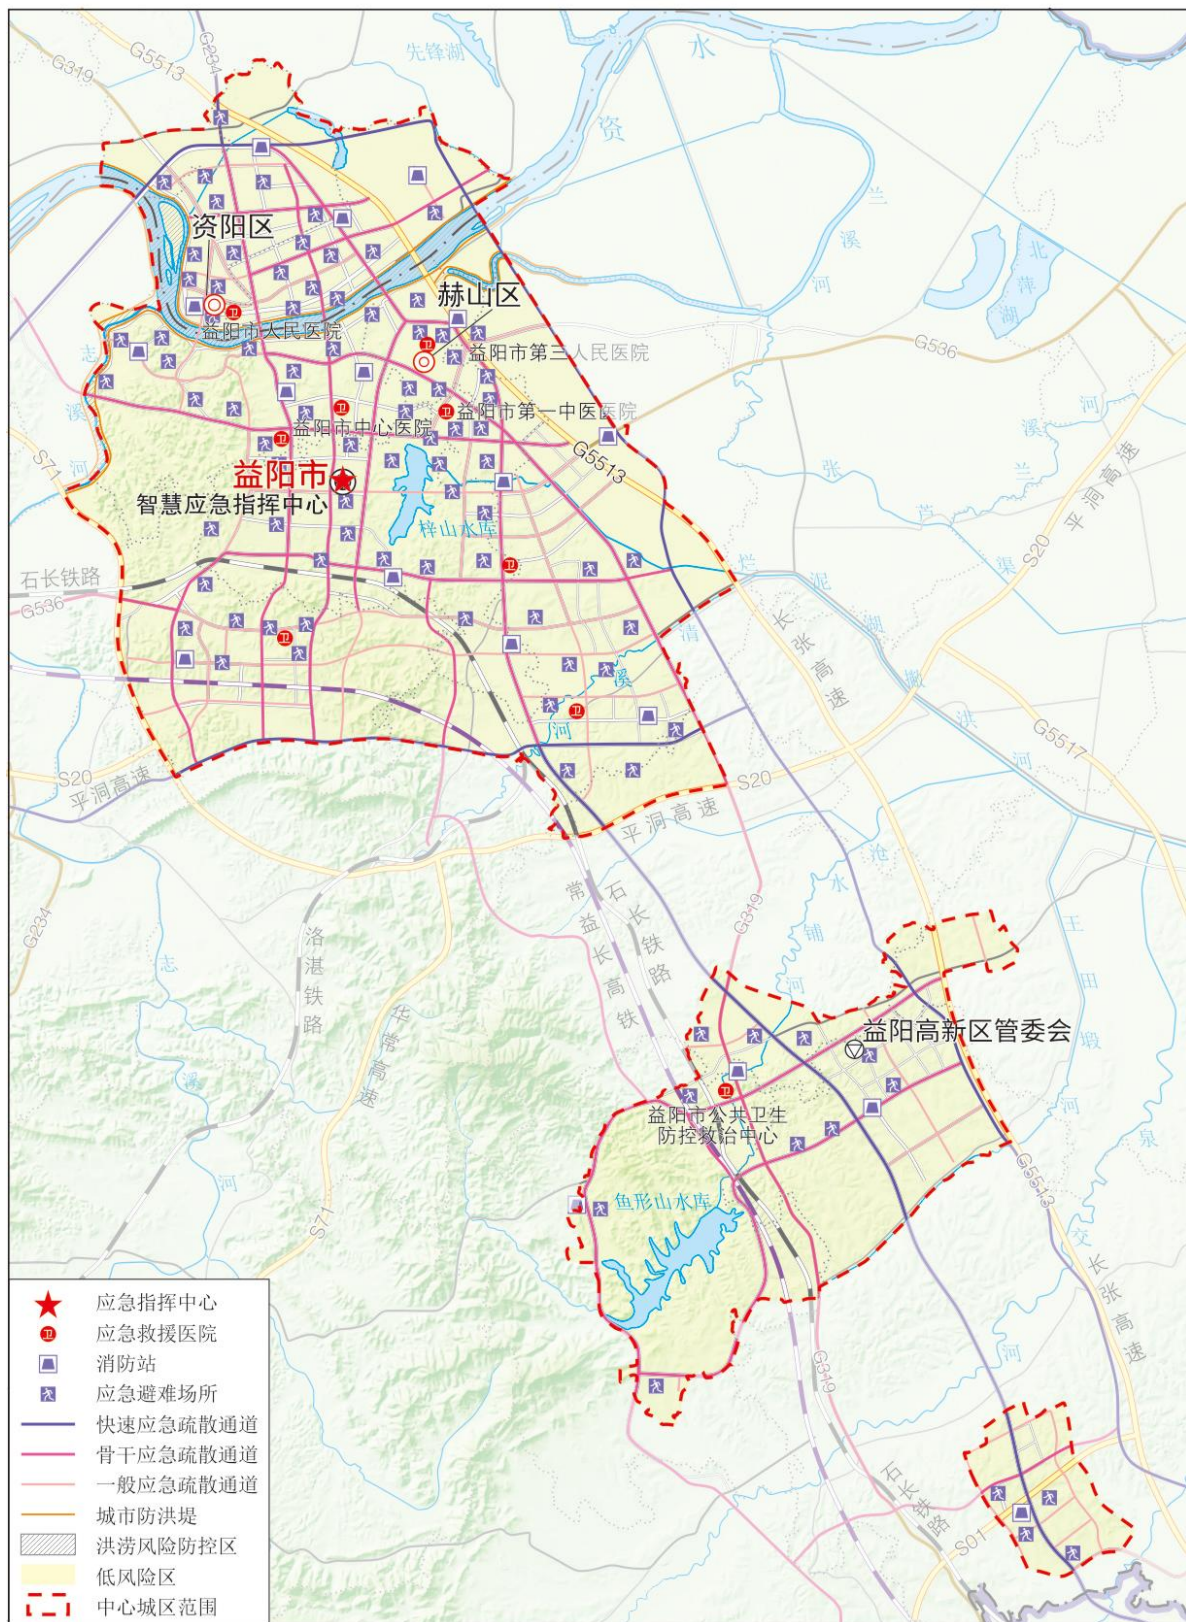 G234
G5513
G319
先锋湖
资水
兰溪河
北萍湖
资阳区
赫山区
益阳市人民医院
益阳市第三人民医院
G536
志溪河
益阳市第一中医医院
益阳市中心医院
S71
G5513
益阳市
智慧应急指挥中心
梓山水库
张芦渠
兰溪河
S20
平洞高速
石长铁路
G536
烂泥湖撇洪河
长张高速
清溪河
G5517
S20
平洞高速
S20
平洞高速
G234
洛湛铁路
志溪河
华常高速
S71
常益长高铁
石长铁路
G319
沧水铺河
王田塅河
泉交河
益阳高新区管委会
益阳市公共卫生
防控救治中心
鱼形山水库
G5513
长张高速
G319
石长铁路
S01
应急指挥中心
卫 应急救援医院
消防站
应急避难场所
快速应急疏散通道
骨干应急疏散通道
一般应急疏散通道
城市防洪堤
洪涝风险防控区
低风险区
中心城区范围